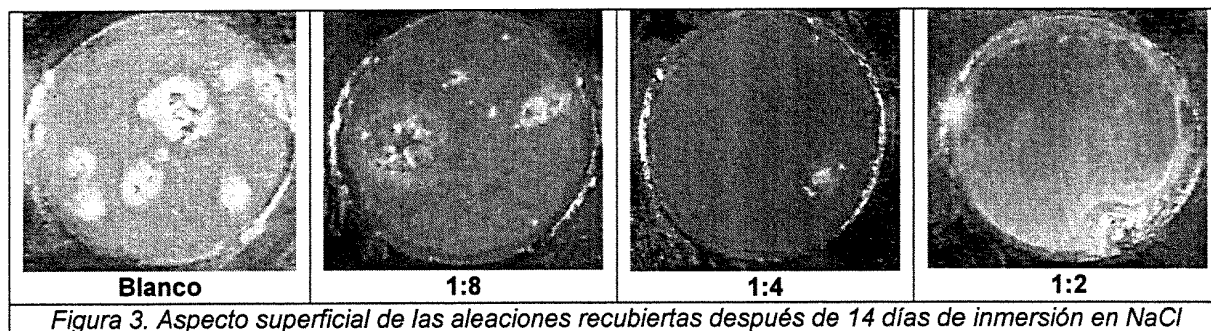 Blanco
1:8
1:4
1:2
Figura 3. Aspecto superficial de las aleaciones recubiertas después de 14 días de inmersión en NaCl